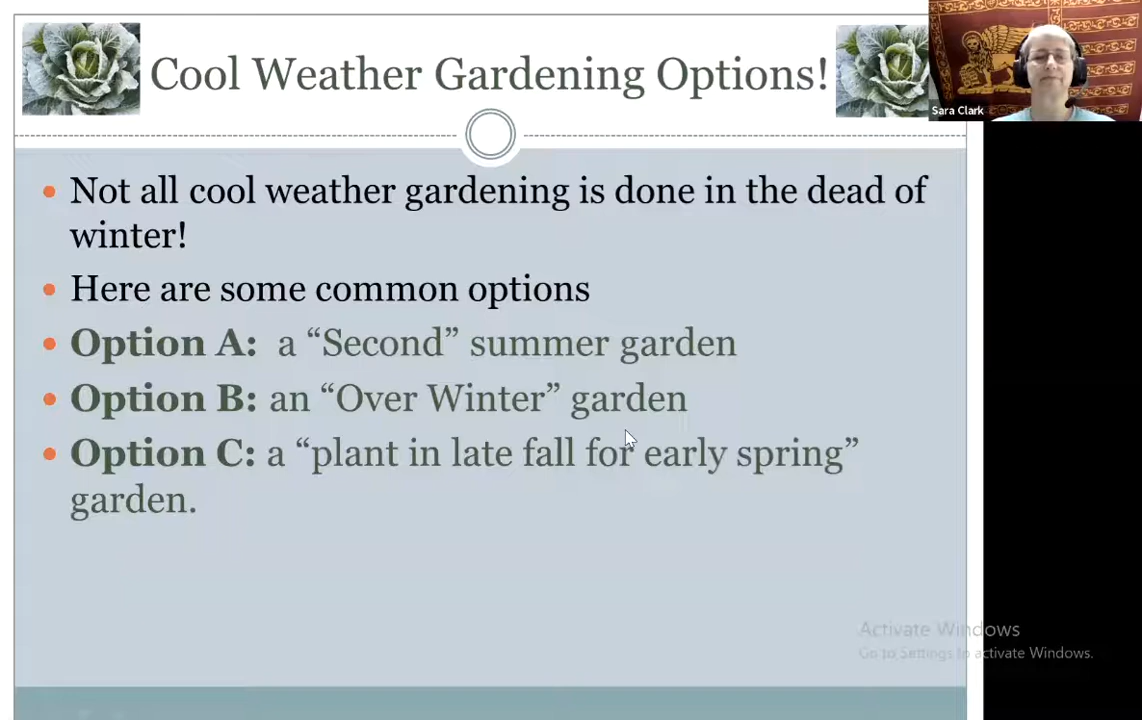 Cool Weather Gardening Options!
Sara Clark
• Not all cool weather gardening is done in the dead of
winter!
• Here are some common options
• Option A:  a “Second” summer garden
• Option B: an “Over Winter” garden
• Option C: a “plant in late fall for early spring”
garden.
Activate Windows
Go to Settings to activate Windows.